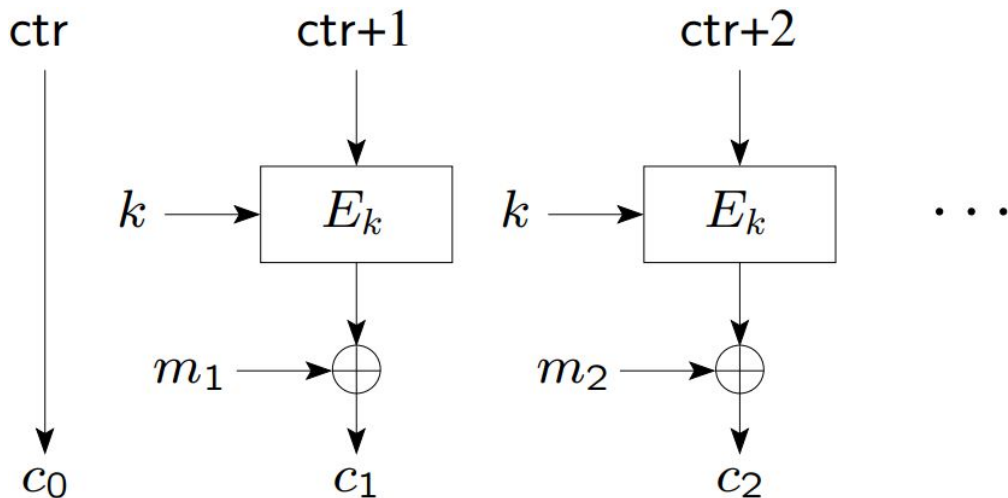 ctr ctr+1 ctr+2
k E_k k E_k ...
m_1 m_2
c_0 c_1 c_2